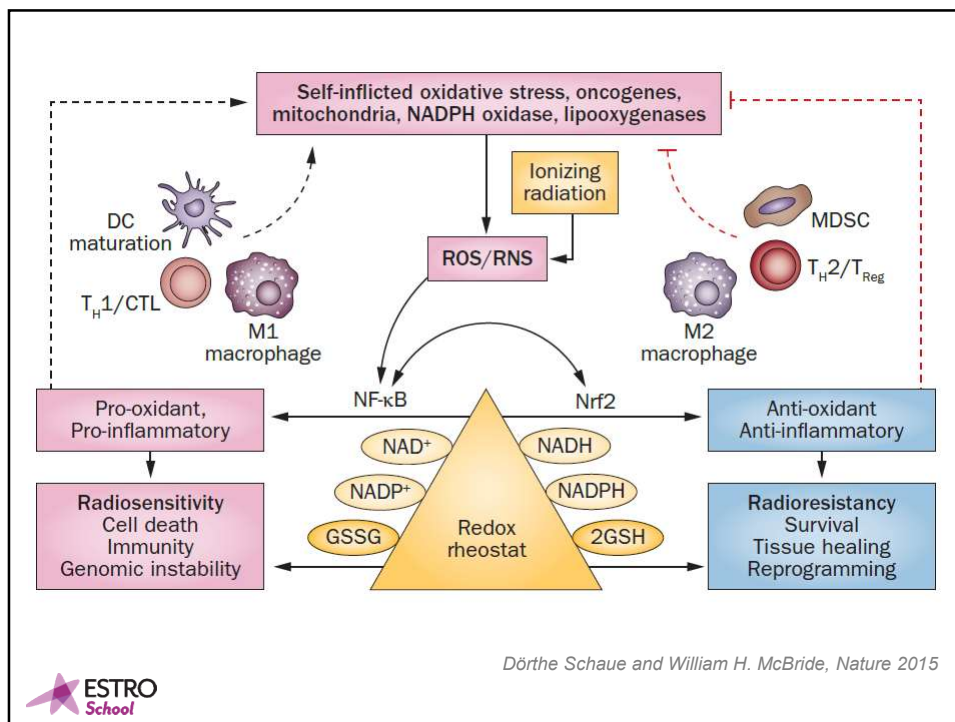 Self-inflicted oxidative stress, oncogenes,
mitochondria, NADPH oxidase, lipooxygenases
Ionizing
radiation
DC
maturation
MDSC
ROS/RNS
T_H1/CTL
T_H2/T_Reg
M1
macrophage
M2
macrophage
NF-κB
Nrf2
Pro-oxidant,
Pro-inflammatory
Anti-oxidant
Anti-inflammatory
NAD⁺
NADH
NADP⁺
NADPH
Radiosensitivity
Cell death
Immunity
Genomic instability
GSSG
Redox
rheostat
2GSH
Radioresistancy
Survival
Tissue healing
Reprogramming
Dörthe Schaue and William H. McBride, Nature 2015
ESTRO
School